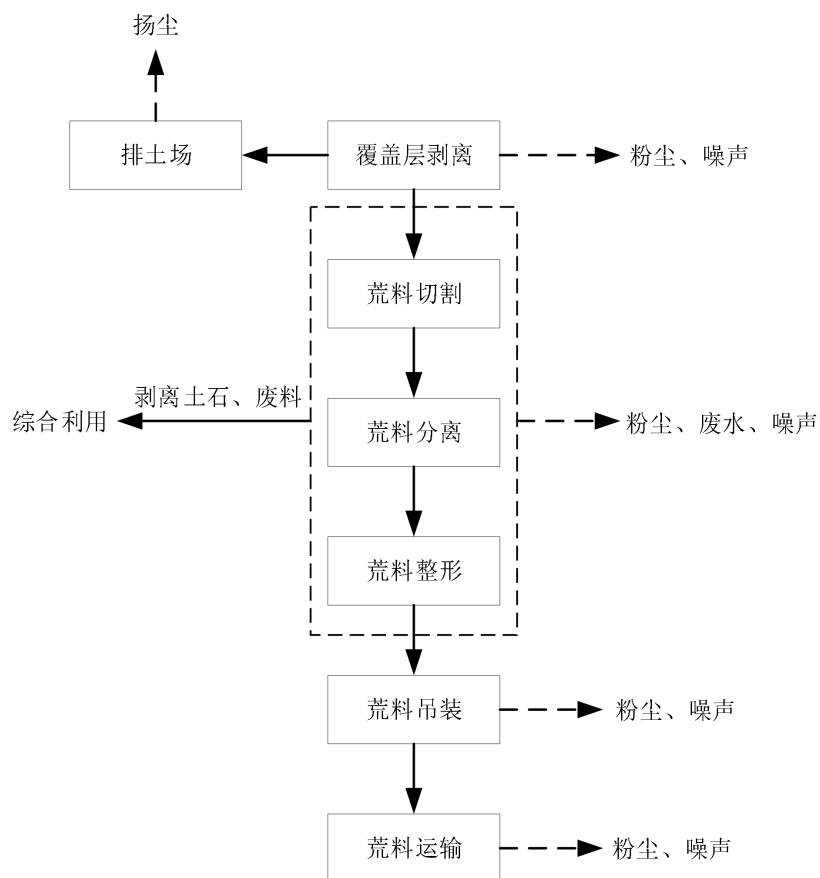 扬尘
排土场
覆盖层剥离
粉尘、噪声
荒料切割
剥离土石、废料
综合利用
荒料分离
粉尘、废水、噪声
荒料整形
荒料吊装
粉尘、噪声
荒料运输
粉尘、噪声